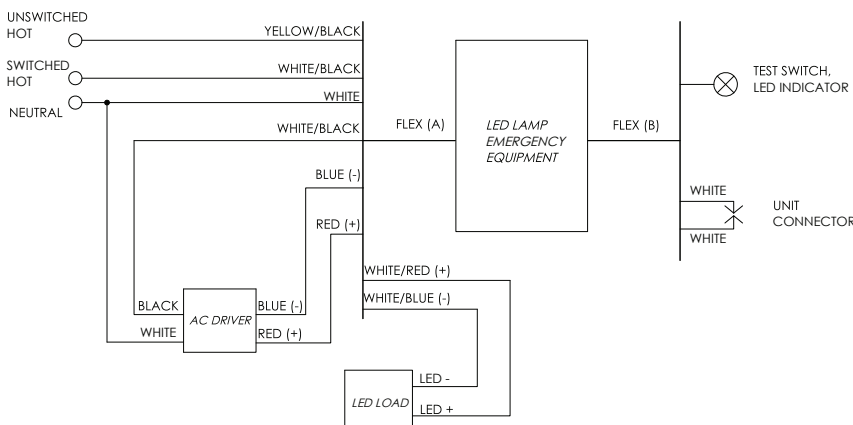 UNSWITCHED
HOT
YELLOW/BLACK
SWITCHED
HOT
WHITE/BLACK
NEUTRAL
WHITE
WHITE/BLACK
FLEX (A)
LED LAMP
EMERGENCY
EQUIPMENT
FLEX (B)
TEST SWITCH,
LED INDICATOR
BLUE (-)
RED (+)
WHITE
UNIT
CONNECTOR
WHITE
WHITE/RED (+)
WHITE/BLUE (-)
BLACK
WHITE
AC DRIVER
BLUE (-)
RED (+)
LED -
LED LOAD
LED +